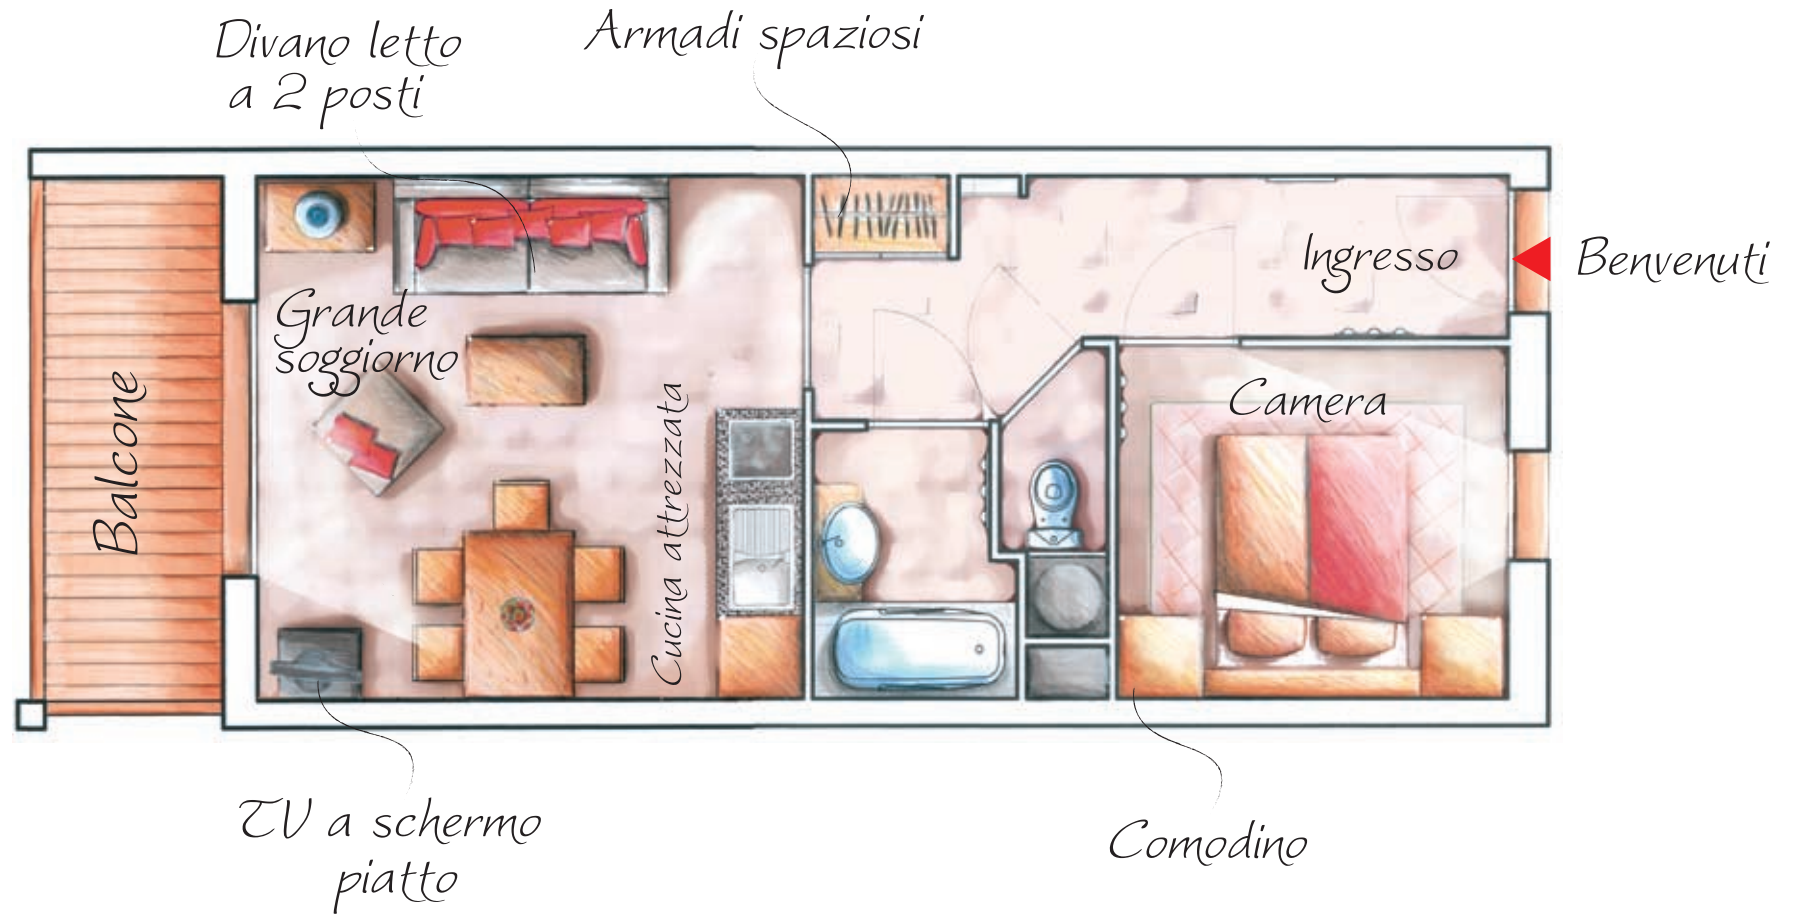 Divano letto
a 2 posti
Armadi spaziosi
Ingresso
Benvenuti
Grande
soggiorno
Balcone
Cucina attrezzata
Camera
TV a schermo
piatto
Comodino